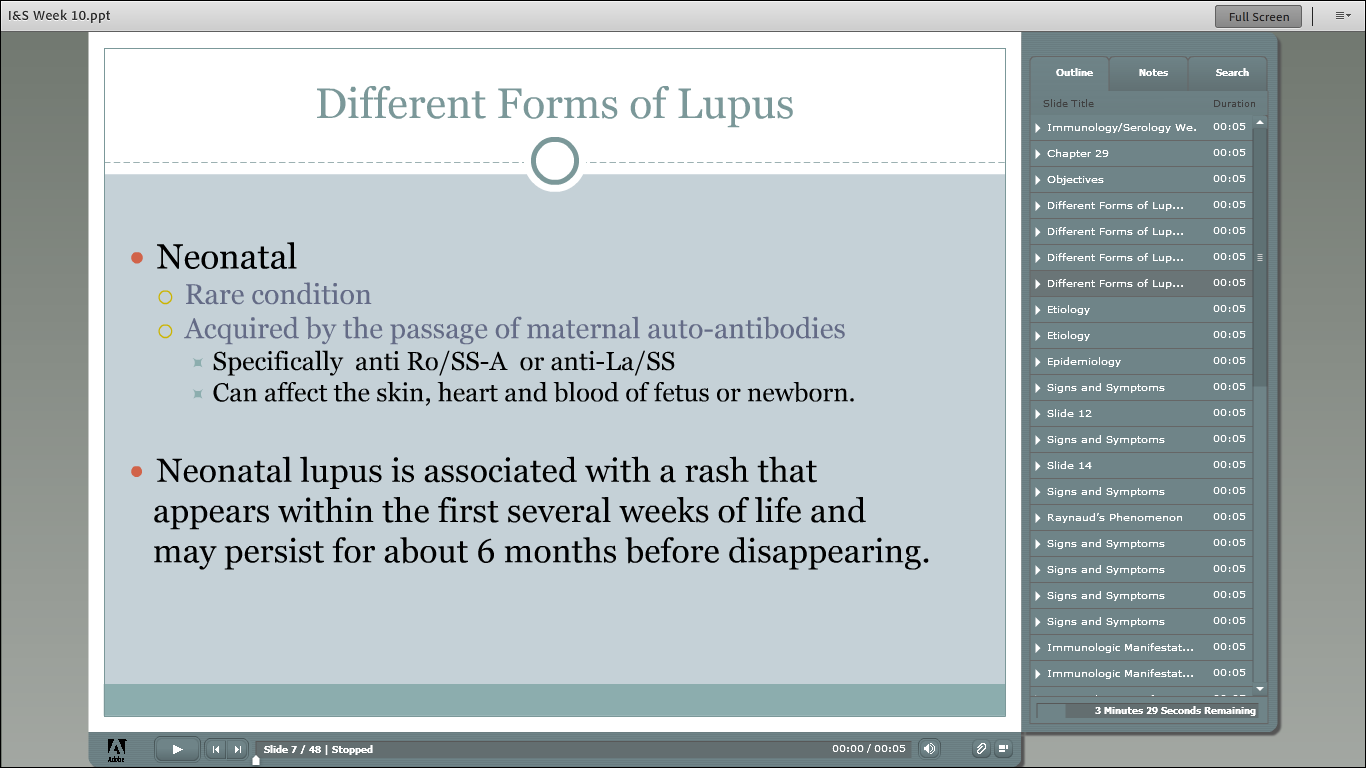 I&S Week 10.ppt
Full Screen
Different Forms of Lupus
Neonatal
Rare condition
Acquired by the passage of maternal auto-antibodies
Specifically anti Ro/SS-A or anti-La/SS
Can affect the skin, heart and blood of fetus or newborn.
Neonatal lupus is associated with a rash that
appears within the first several weeks of life and
may persist for about 6 months before disappearing.
Outline Notes Search
Slide Title Duration
Immunology/Serology We. 00:05
Chapter 29 00:05
Objectives 00:05
Different Forms of Lup... 00:05
Different Forms of Lup... 00:05
Different Forms of Lup... 00:05
Different Forms of Lup... 00:05
Etiology 00:05
Etiology 00:05
Epidemiology 00:05
Signs and Symptoms 00:05
Slide 12 00:05
Signs and Symptoms 00:05
Slide 14 00:05
Signs and Symptoms 00:05
Raynaud's Phenomenon 00:05
Signs and Symptoms 00:05
Signs and Symptoms 00:05
Signs and Symptoms 00:05
Signs and Symptoms 00:05
Immunologic Manifestat... 00:05
Immunologic Manifestat... 00:05
3 Minutes 29 Seconds Remaining
Adobe
Slide 7 / 48 | Stopped
00:00 / 00:05